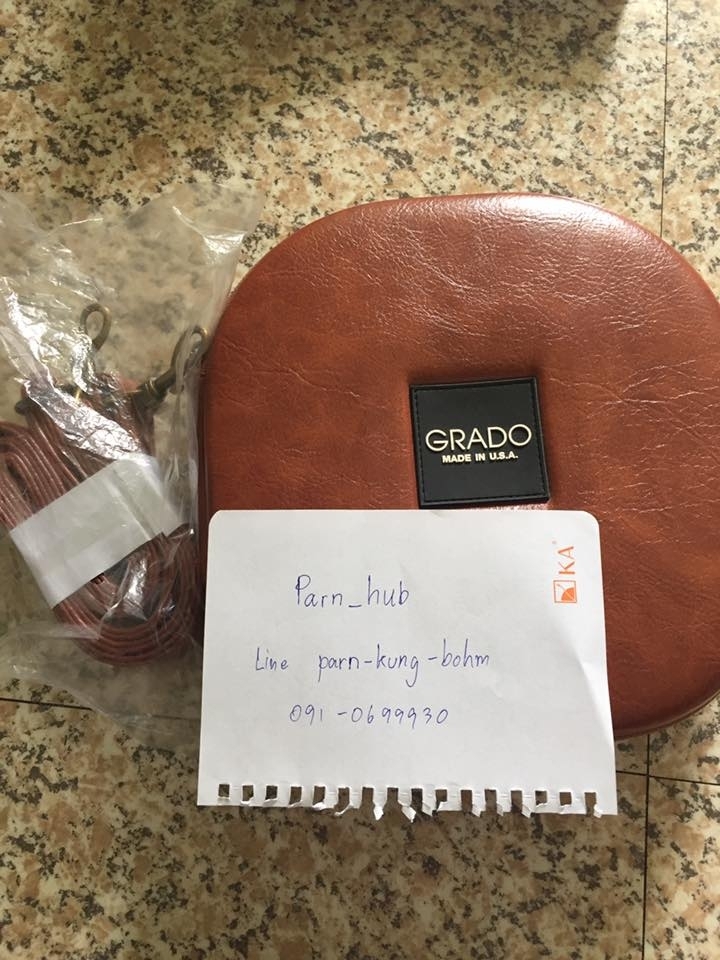 GRADO
MADE IN U.S.A.
KA
Parn_hub
Line parn-kung-bohm
091-0699930